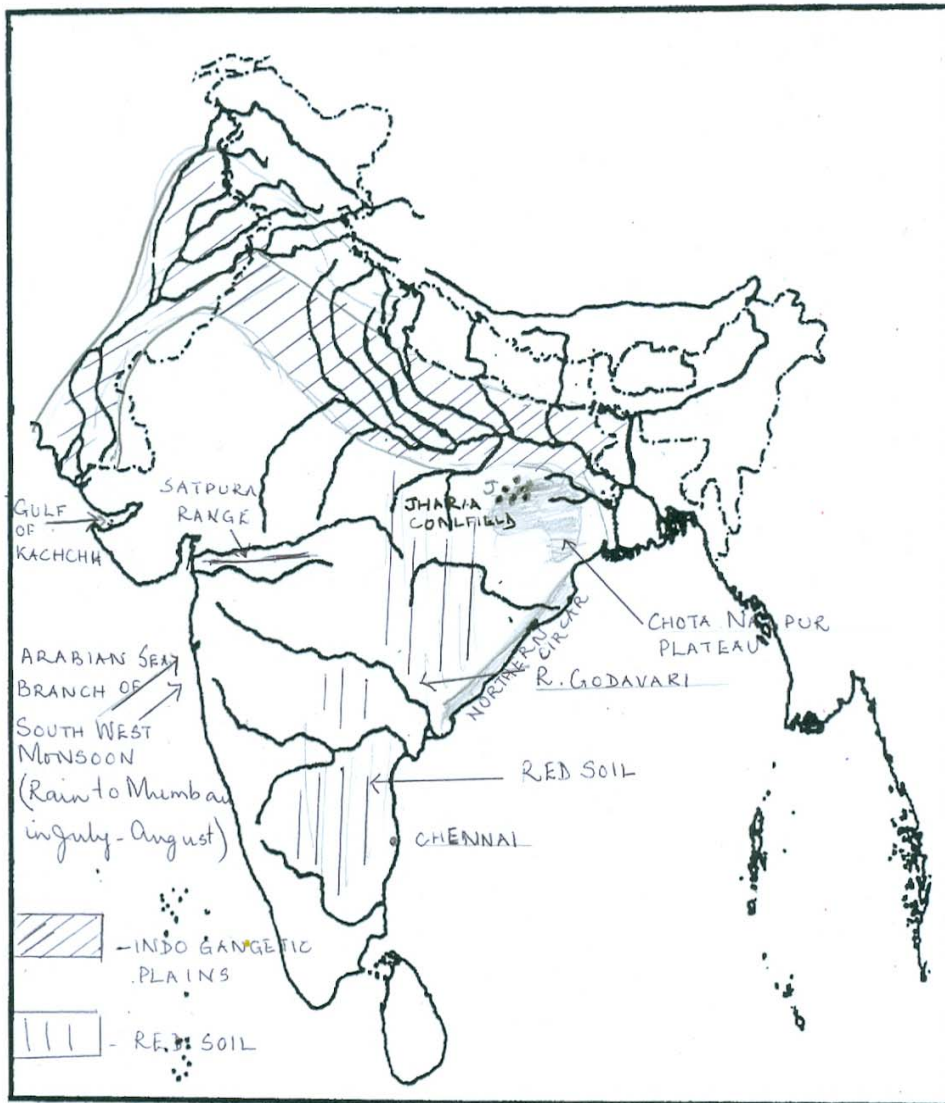 SATPURA
RANGE
GULF
OF
KACHCHH
J
JHARIA
COALFIELD
CHOTA NAGPUR
PLATEAU
NORTHERN CIRCAR
R. GODAVARI
ARABIAN SEA
BRANCH OF
SOUTH WEST
MONSOON
(Rain to Mumbai
in July - August)
RED SOIL
CHENNAI
- INDO GANGETIC
PLAINS
- RED SOIL